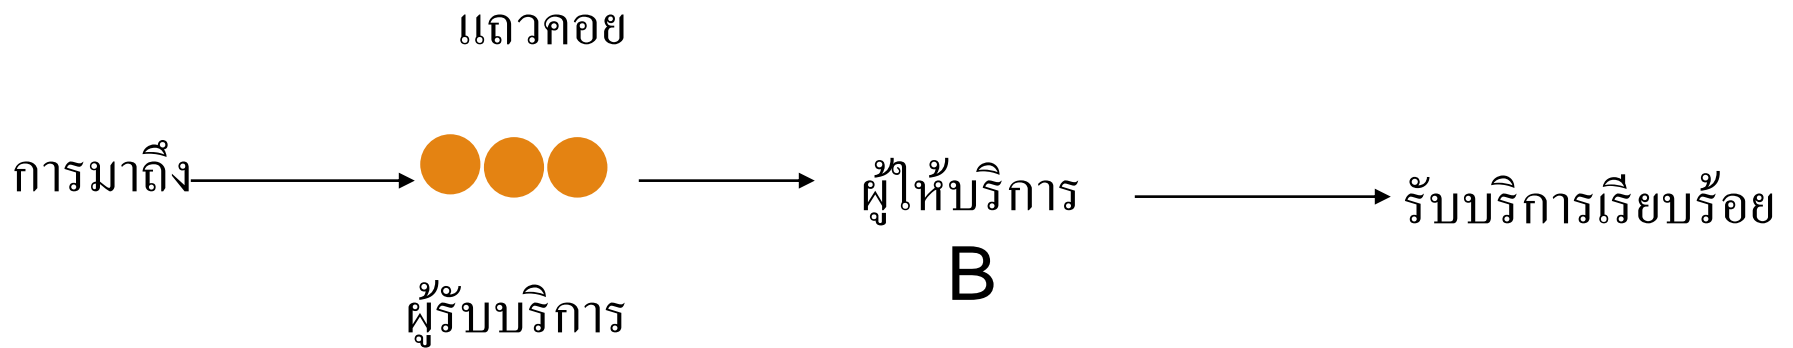 แถวคอย
การมาถึง
ผู้ให้บริการ
รับบริการเรียบร้อย
B
ผู้รับบริการ